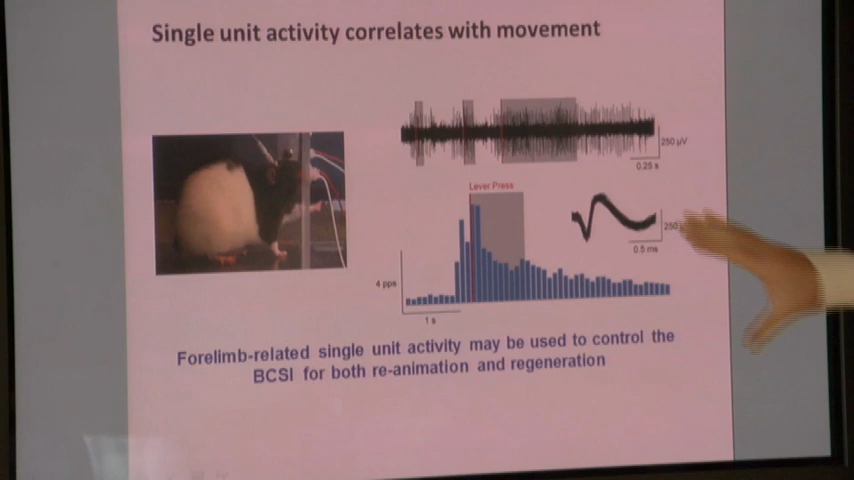 Single unit activity correlates with movement
250 µV
0.25 s
Lever Press
250
0.5 ms
4 pps
1 s
Forelimb-related single unit activity may be used to control the
BCSI for both re-animation and regeneration